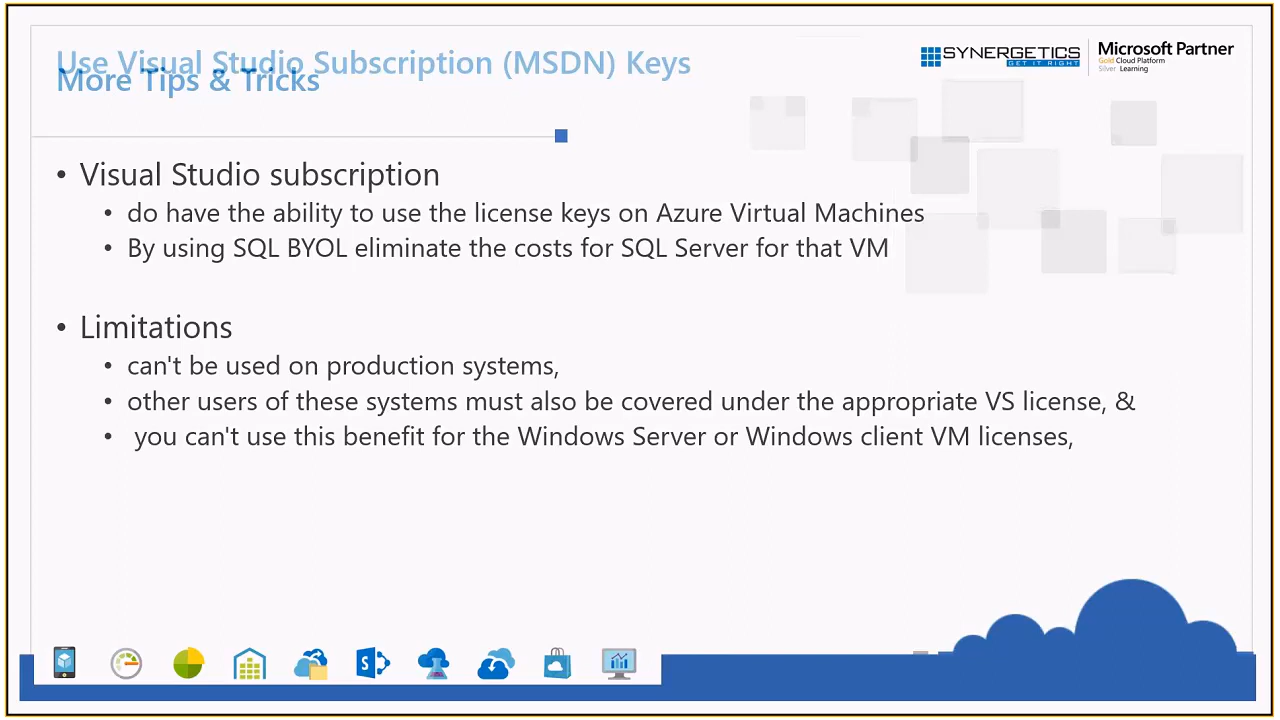 Use Visual Studio Subscription (MSDN) Keys
More Tips & Tricks
SYNERGETICS
GET IT RIGHT
Microsoft Partner
Gold Cloud Platform
Silver Learning
• Visual Studio subscription
• do have the ability to use the license keys on Azure Virtual Machines
• By using SQL BYOL eliminate the costs for SQL Server for that VM
• Limitations
• can't be used on production systems,
• other users of these systems must also be covered under the appropriate VS license, &
• you can't use this benefit for the Windows Server or Windows client VM licenses,